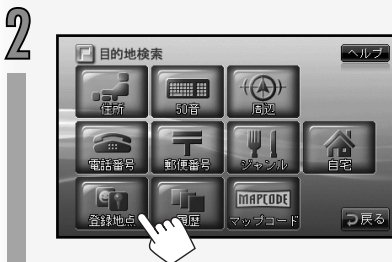 2
目的地検索
ヘルプ
住所
50音
周辺
電話番号
郵便番号
ジャンル
自宅
登録地点
履歴
MAPCODE
マップコード
戻る